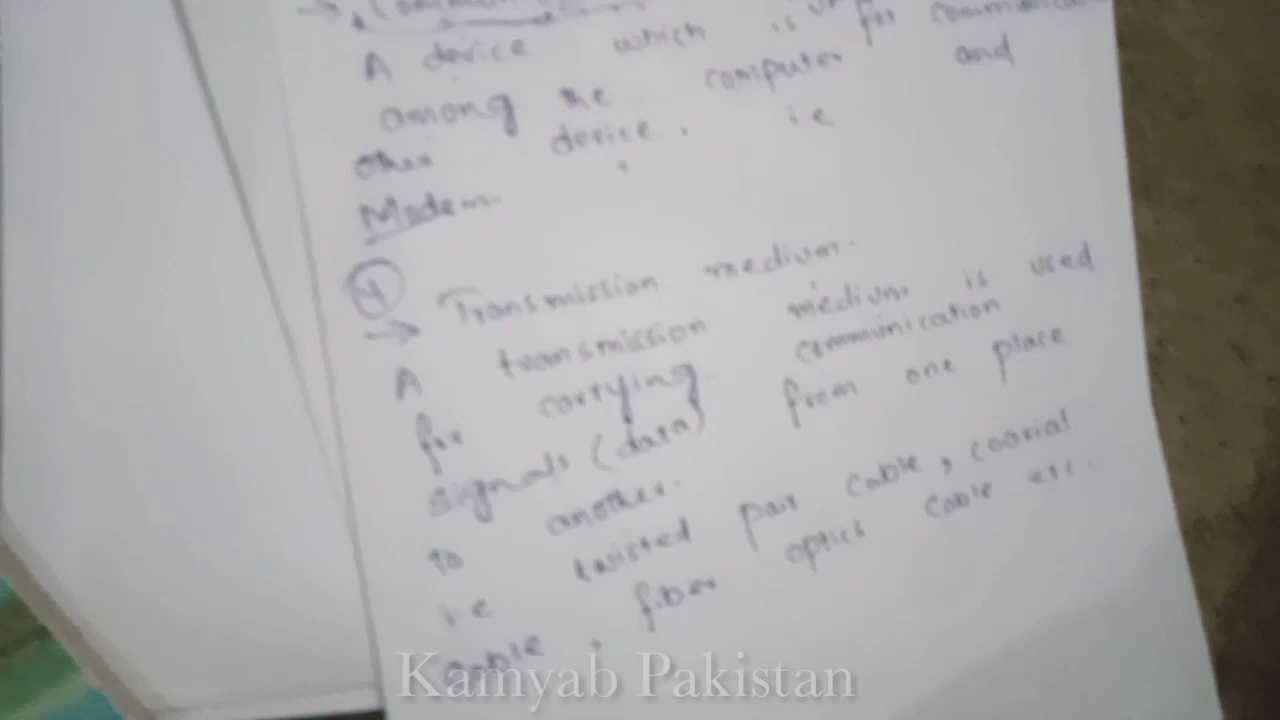 A device which is for
among the computer and
other device. i.e
Modem
④ Transmission medium.
→ A transmission medium is used
for carrying communication
signals (data) from one place
to another.
i.e twisted pair cable, coaxial
cable, fiber optics cable etc.
Kamyab Pakistan